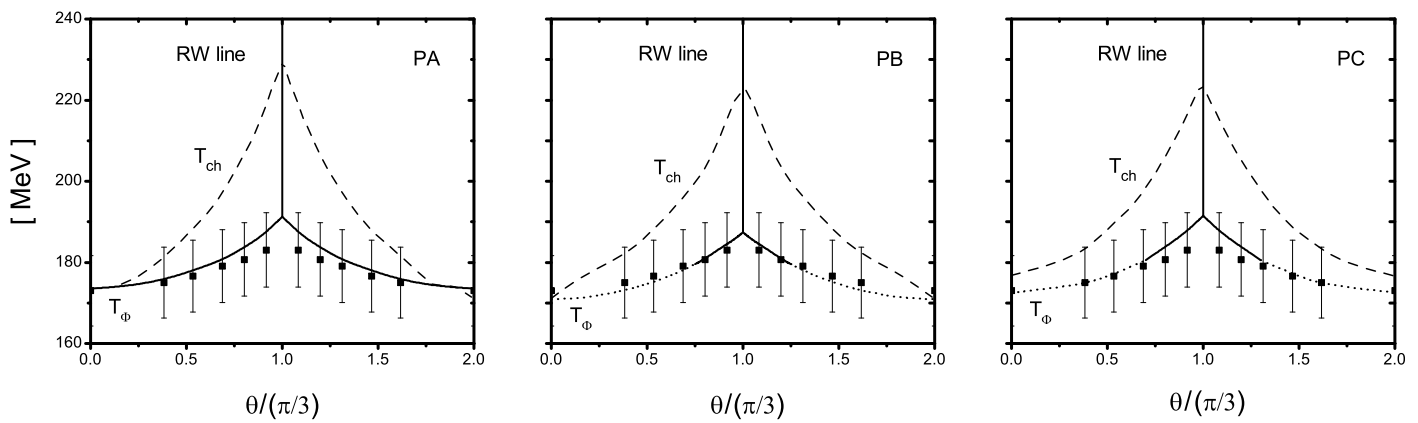 240
220
200
180
160
[ MeV]
RW line
PA
T_ch
T_Φ
0.0 0.5 1.0 1.5 2.0
θ/(π/3)
RW line
PB
T_ch
T_Φ
0.0 0.5 1.0 1.5 2.0
θ/(π/3)
RW line
PC
T_ch
T_Φ
0.0 0.5 1.0 1.5 2.0
θ/(π/3)